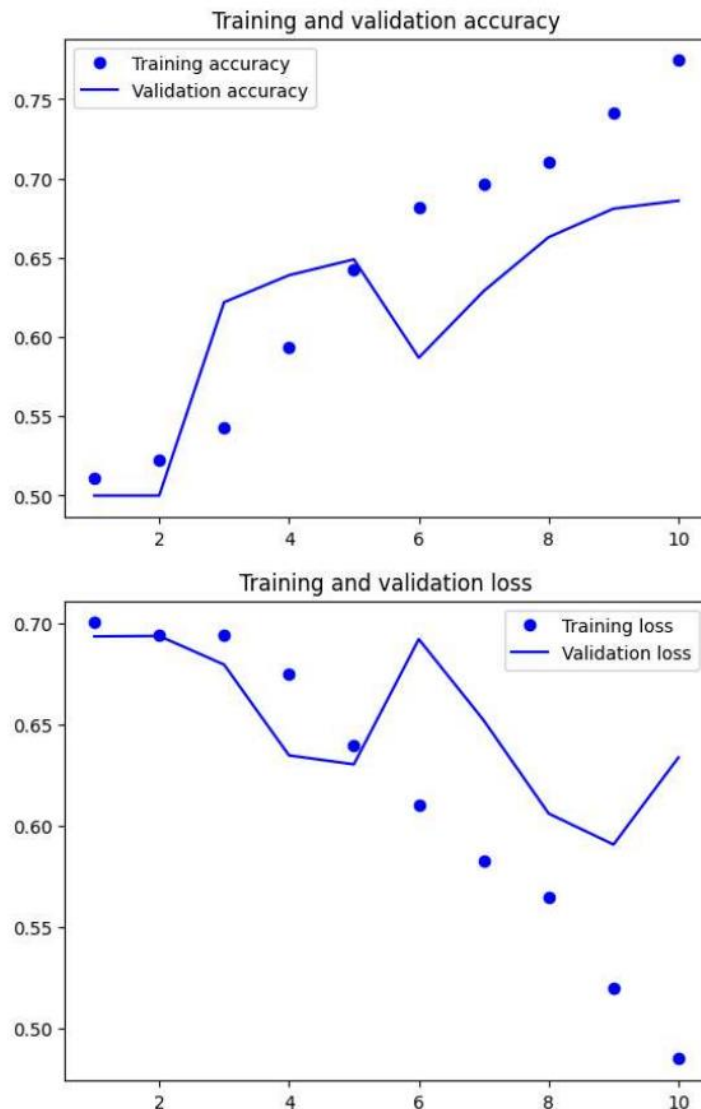 Training and validation accuracy
Training accuracy
Validation accuracy
0.75
0.70
0.65
0.60
0.55
0.50
2 4 6 8 10
Training and validation loss
Training loss
Validation loss
0.70
0.65
0.60
0.55
0.50
2 4 6 8 10